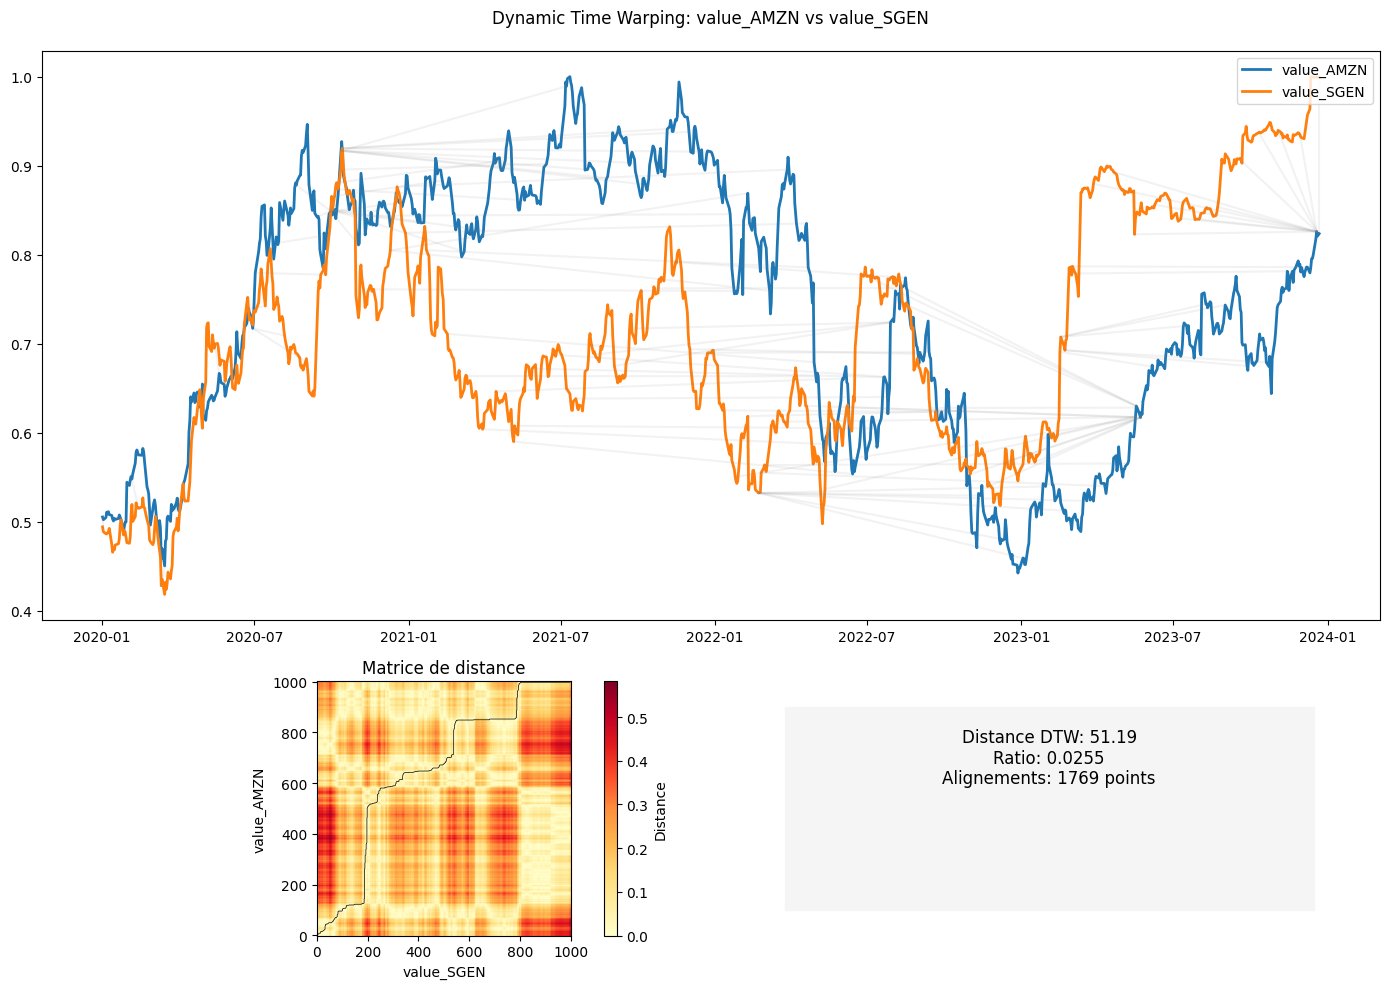 Dynamic Time Warping: value_AMZN vs value_SGEN
value_AMZN
value_SGEN
1.0
0.9
0.8
0.7
0.6
0.5
0.4
2020-01 2020-07 2021-01 2021-07 2022-01 2022-07 2023-01 2023-07 2024-01
Matrice de distance
1000
800
600
400
200
0
value_AMZN
0 200 400 600 800 1000
value_SGEN
0.5
0.4
0.3
0.2
0.1
0.0
Distance
Distance DTW: 51.19
Ratio: 0.0255
Alignements: 1769 points